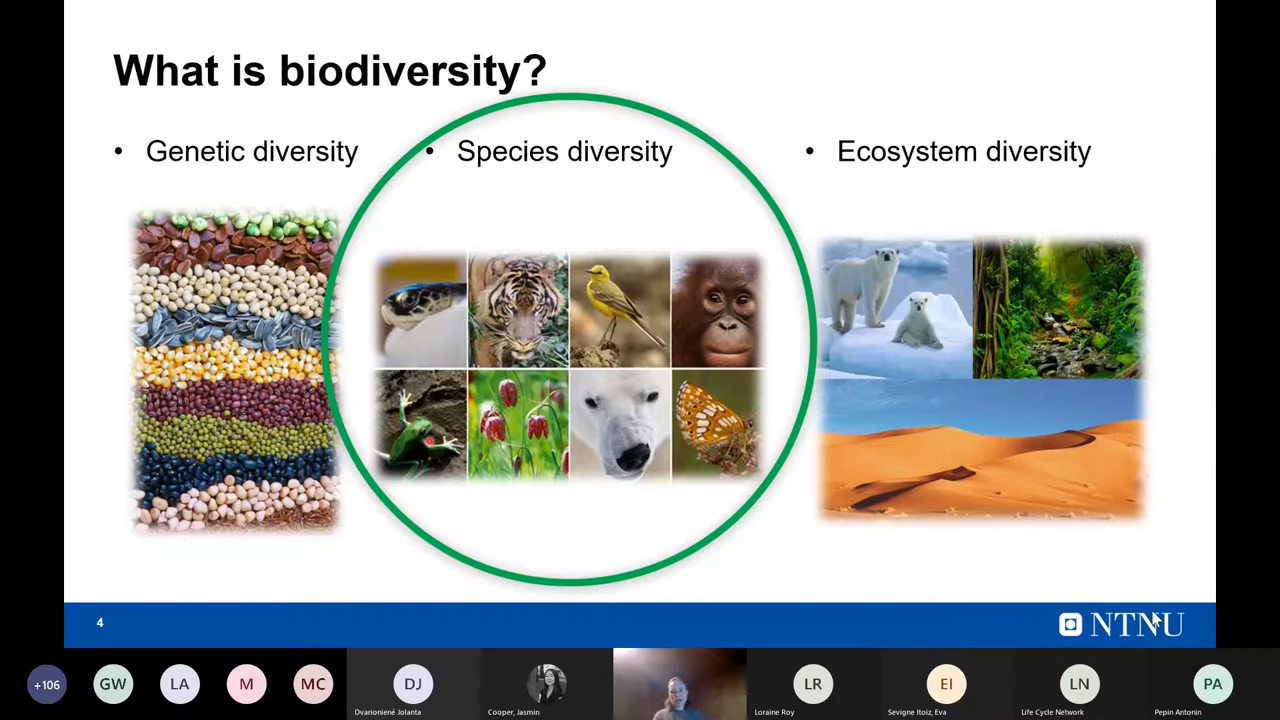 What is biodiversity?
• Genetic diversity
• Species diversity
• Ecosystem diversity
4
NTNU
+106
GW
LA
M
MC
DJ
LR
EI
LN
PA
Dvarionienė Jolanta
Cooper, Jasmin
Loraine Roy
Sevigne Itoiz, Eva
Life Cycle Network
Pepin Antonin